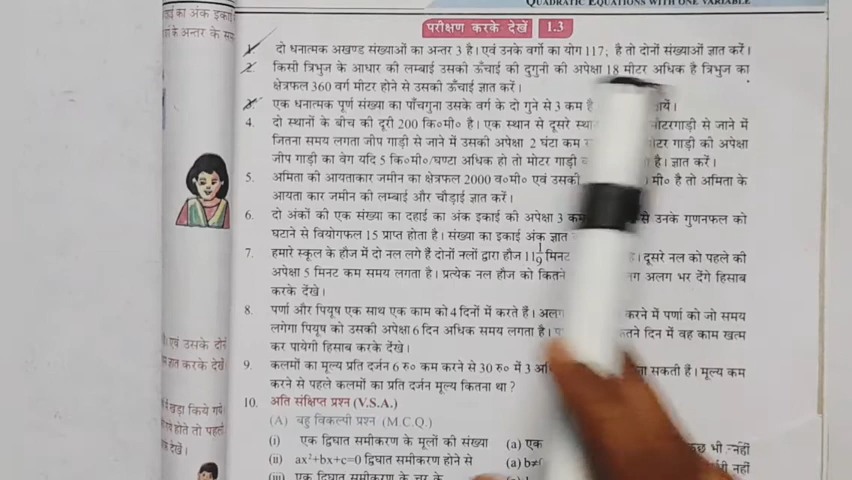 QUADRATIC EQUATIONS WITH ONE VARIABLE
परीक्षण करके देखें 1.3
1. दो धनात्मक अखण्ड संख्याओं का अन्तर 3 है। एवं उनके वर्गो का योग 117; है तो दोनों संख्याओं ज्ञात करें।
2. किसी त्रिभुज के आधार की लम्बाई उसकी ऊँचाई की दुगुनी की अपेक्षा 18 मीटर अधिक है त्रिभुज का
क्षेत्रफल 360 वर्ग मीटर होने से उसकी ऊँचाई ज्ञात करें।
3. एक धनात्मक पूर्ण संख्या का पाँचगुना उसके वर्ग के दो गुने से 3 कम है
4. दो स्थानों के बीच की दूरी 200 कि०मी० है। एक स्थान से दूसरे मोटरगाड़ी से जाने में
जितना समय लगता जीप गाड़ी से जाने में उसकी अपेक्षा 2 घंटा कम मोटर गाड़ी की अपेक्षा
जीप गाड़ी का वेग यदि 5 कि०मी०/घण्टा अधिक हो तो मोटर गाड़ी है। ज्ञात करें।
5. अमिता की आयताकार जमीन का क्षेत्रफल 2000 व०मी० एवं उसकी मी० है तो अमिता के
आयता कार जमीन की लम्बाई और चौड़ाई ज्ञात करें।
6. दो अंकों की एक संख्या का दहाई का अंक इकाई की अपेक्षा 3 कम से उनके गुणनफल को
घटाने से वियोगफल 15 प्राप्त होता है। संख्या का इकाई अंक ज्ञात
7. हमारे स्कूल के हौज में दो नल लगे हैं दोनों नलों द्वारा हौज 11 1/9 मिनट दूसरे नल को पहले की
अपेक्षा 5 मिनट कम समय लगता है। प्रत्येक नल हौज को कितने अलग भर देंगे हिसाब
करके देंखे।
8. पर्णा और पियूष एक साथ एक काम को 4 दिनों में करते हैं। करने में पर्णा को जो समय
लगेगा पियूष को उसकी अपेक्षा 6 दिन अधिक समय लगता है। दिन में वह काम खत्म
कर पायेगी हिसाब करके देंखे।
9. कलमों का मूल्य प्रति दर्जन 6 रु० कम करने से 30 रु० में 3 सकती हैं। मूल्य कम
करने से पहले कलमों का प्रति दर्जन मूल्य कितना था ?
10. अति संक्षिप्त प्रश्न (V.S.A.)
(A) बहु विकल्पी प्रश्न (M.C.Q.)
(i) एक द्विघात समीकरण के मूलों की संख्या (a) एक भी नहीं
(ii) ax²+bx+c=0 द्विघात समीकरण होने से (a) b≠ नहीं
(iii) एक द्विघात समीकरण के चर के